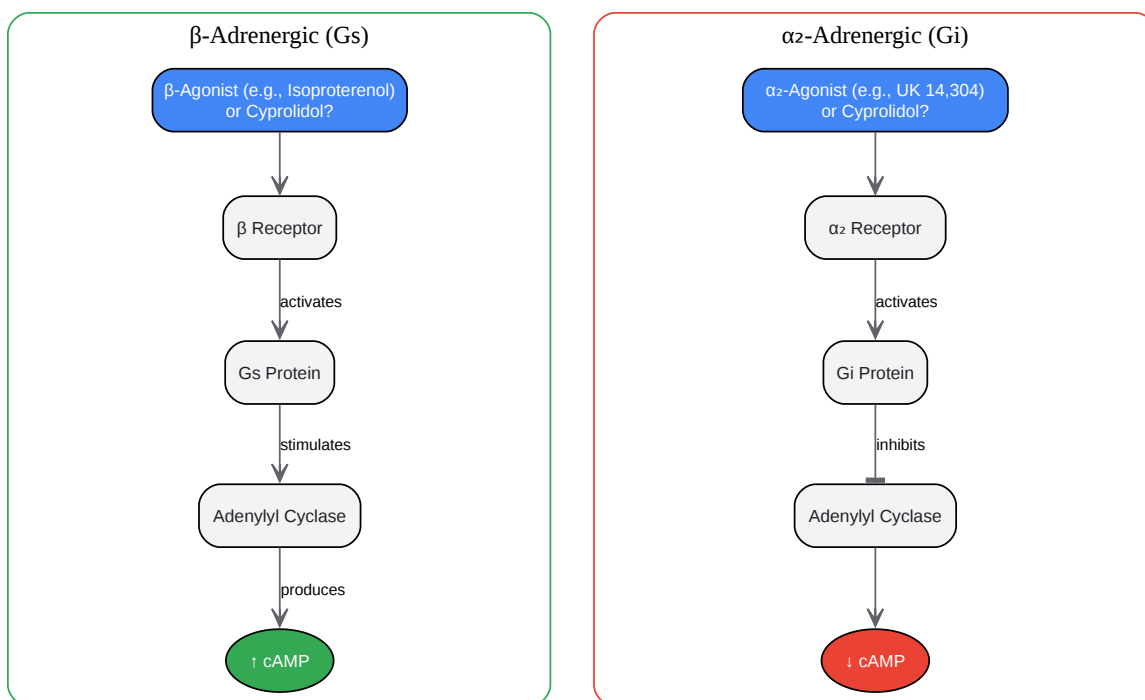 β-Adrenergic (Gs)
β-Agonist (e.g., Isoproterenol)
or Cyprolidol?
β Receptor
activates
Gs Protein
stimulates
Adenylyl Cyclase
produces
↑ cAMP
α₂-Adrenergic (Gi)
α₂-Agonist (e.g., UK 14,304)
or Cyprolidol?
α₂ Receptor
activates
Gi Protein
inhibits
Adenylyl Cyclase
↓ cAMP